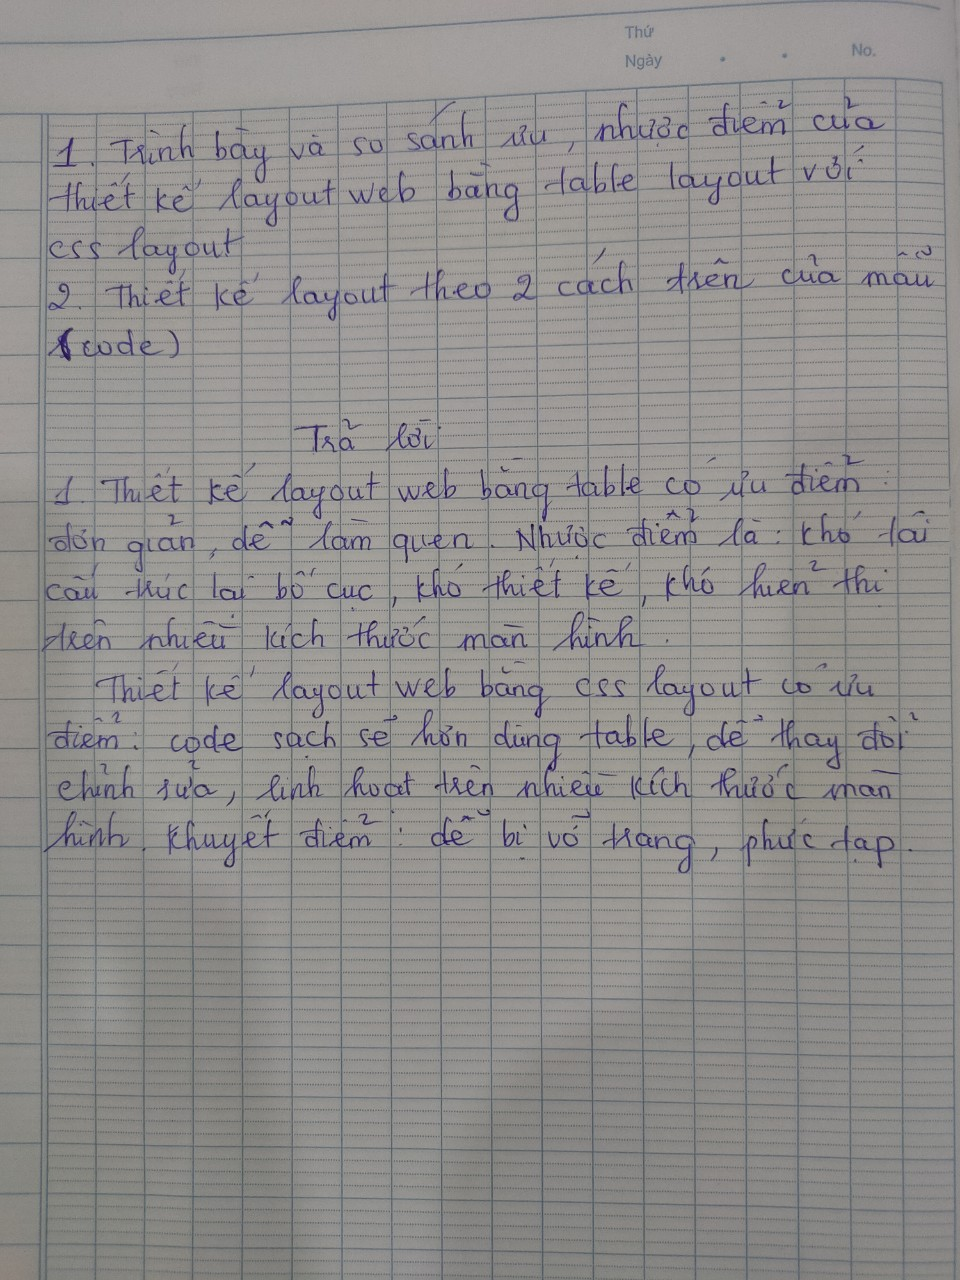 Thứ
Ngày . . No.
1. Trình bày và so sánh ưu, nhược điểm của
thiết kế layout web bằng table layout với
css layout
2. Thiết kế layout theo 2 cách trên của mẫu
(code)
Trả lời
1. Thiết kế layout web bằng table có ưu điểm:
đơn giản, dễ làm quen. Nhược điểm là: khó tái
cấu trúc lại bố cục, khó thiết kế, khó hiển thị
trên nhiều kích thước màn hình.
Thiết kế layout web bằng css layout có ưu
điểm: code sạch sẽ hơn dùng table, dể thay đổi
chỉnh sửa, linh hoạt trên nhiều kích thước màn
hình. Khuyết điểm: dễ bị vỡ trang, phức tạp.